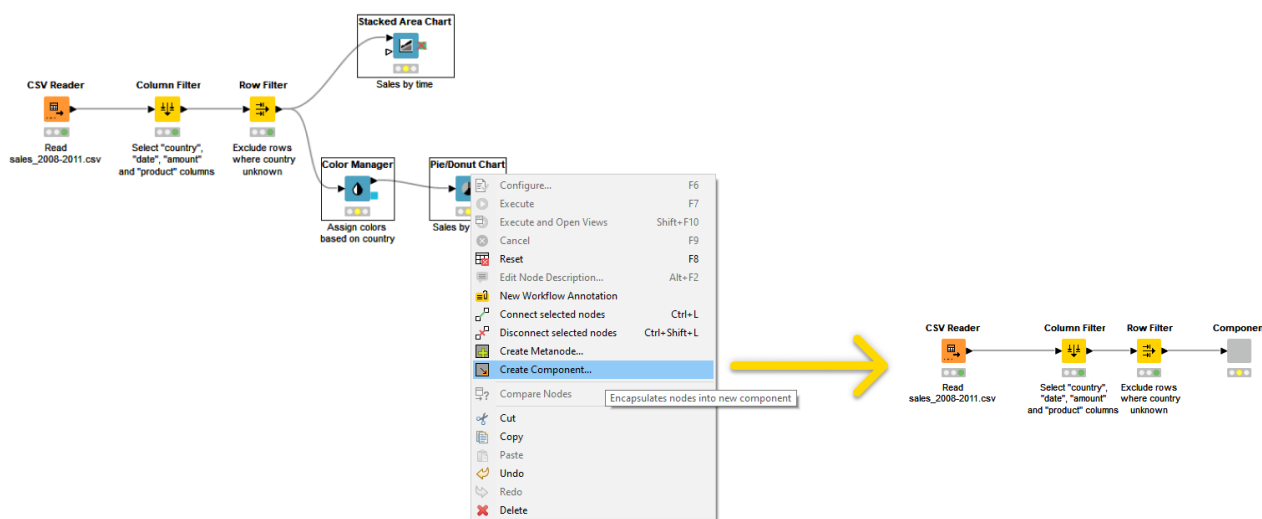 Stacked Area Chart
Sales by time
CSV Reader
Read
sales_2008-2011.csv
Column Filter
Select "country",
"date", "amount"
and "product" columns
Row Filter
Exclude rows
where country
unknown
Color Manager
Assign colors
based on country
Pie/Donut Chart
Sales by
Configure... F6
Execute F7
Execute and Open Views Shift+F10
Cancel F9
Reset F8
Edit Node Description... Alt+F2
New Workflow Annotation
Connect selected nodes Ctrl+L
Disconnect selected nodes Ctrl+Shift+L
Create Metanode...
Create Component...
Compare Nodes
Encapsulates nodes into new component
Cut
Copy
Paste
Undo
Redo
Delete
CSV Reader
Read
sales_2008-2011.csv
Column Filter
Select "country",
"date", "amount"
and "product" columns
Row Filter
Exclude rows
where country
unknown
Component